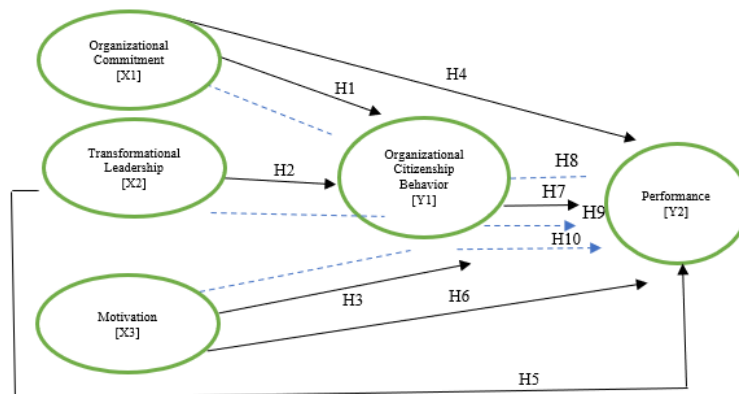 Organizational
Commitment
[X1]
H4
H1
Transformational
Leadership
[X2]
H2
Organizational
Citizenship
Behavior
[Y1]
H8
H7
H9
H10
Performance
[Y2]
Motivation
[X3]
H3
H6
H5